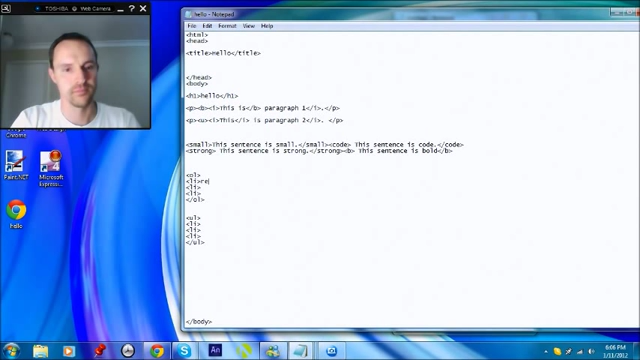 TOSHIBA
Web Camera
hello - Notepad
File Edit Format View Help
<html>
<head>
<title>Hello</title>
</head>
<body>
<h1>hello</h1>
<p><b><i>This is</b> paragraph 1</i>.</p>
<p><u><i>This</i> is paragraph 2</i>. </p>
<small>This sentence is small.</small><code> This sentence is code.</code>
<strong> This sentence is strong.</strong><b> This sentence is bold</b>
<ol>
<li>re
<li>
<li>
</ol>
<ul>
<li>
<li>
<li>
</ul>
</body>
Chrome
Paint.NET
Microsoft
Expressi...
hello
An
6:06 PM
1/11/2012